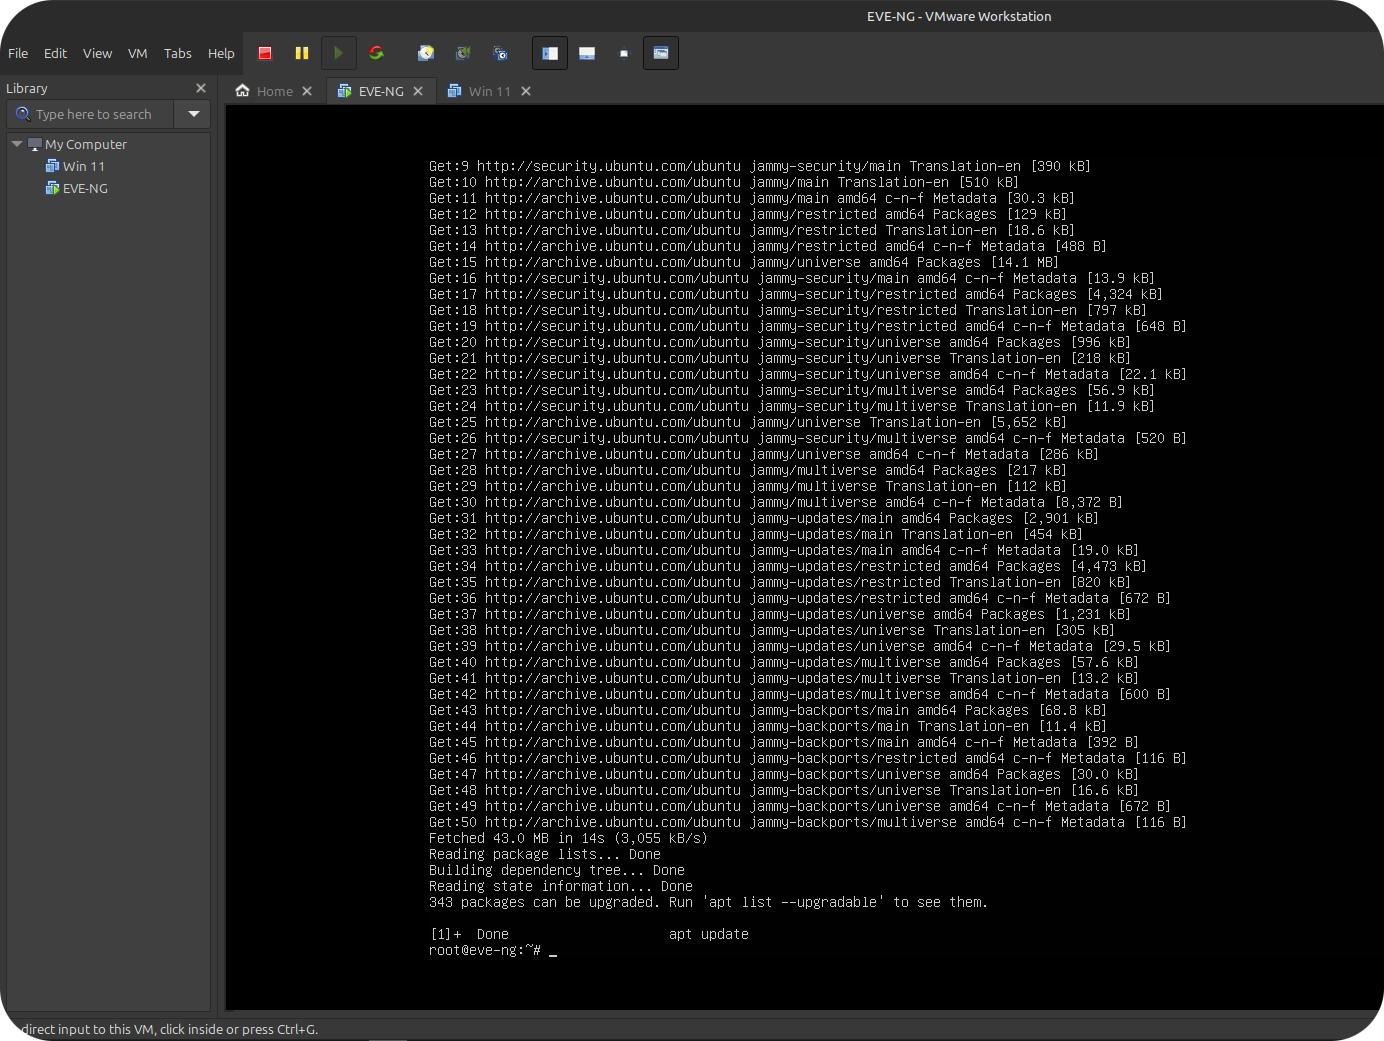 EVE-NG - VMware Workstation
File Edit View VM Tabs Help
Library
Home EVE-NG Win 11
Type here to search
My Computer
Win 11
EVE-NG
Get:9 http://security.ubuntu.com/ubuntu jammy-security/main Translation-en [390 kB]
Get:10 http://archive.ubuntu.com/ubuntu jammy/main Translation-en [510 kB]
Get:11 http://archive.ubuntu.com/ubuntu jammy/main amd64 c-n-f Metadata [30.3 kB]
Get:12 http://archive.ubuntu.com/ubuntu jammy/restricted amd64 Packages [129 kB]
Get:13 http://archive.ubuntu.com/ubuntu jammy/restricted Translation-en [18.6 kB]
Get:14 http://archive.ubuntu.com/ubuntu jammy/restricted amd64 c-n-f Metadata [488 B]
Get:15 http://archive.ubuntu.com/ubuntu jammy/universe amd64 Packages [14.1 MB]
Get:16 http://security.ubuntu.com/ubuntu jammy-security/main amd64 c-n-f Metadata [13.9 kB]
Get:17 http://security.ubuntu.com/ubuntu jammy-security/restricted amd64 Packages [4,324 kB]
Get:18 http://security.ubuntu.com/ubuntu jammy-security/restricted Translation-en [797 kB]
Get:19 http://security.ubuntu.com/ubuntu jammy-security/restricted amd64 c-n-f Metadata [648 B]
Get:20 http://security.ubuntu.com/ubuntu jammy-security/universe amd64 Packages [996 kB]
Get:21 http://security.ubuntu.com/ubuntu jammy-security/universe Translation-en [218 kB]
Get:22 http://security.ubuntu.com/ubuntu jammy-security/universe amd64 c-n-f Metadata [22.1 kB]
Get:23 http://security.ubuntu.com/ubuntu jammy-security/multiverse amd64 Packages [56.9 kB]
Get:24 http://security.ubuntu.com/ubuntu jammy-security/multiverse Translation-en [11.9 kB]
Get:25 http://archive.ubuntu.com/ubuntu jammy/universe Translation-en [5,652 kB]
Get:26 http://security.ubuntu.com/ubuntu jammy-security/multiverse amd64 c-n-f Metadata [520 B]
Get:27 http://archive.ubuntu.com/ubuntu jammy/universe amd64 c-n-f Metadata [286 kB]
Get:28 http://archive.ubuntu.com/ubuntu jammy/multiverse amd64 Packages [217 kB]
Get:29 http://archive.ubuntu.com/ubuntu jammy/multiverse Translation-en [112 kB]
Get:30 http://archive.ubuntu.com/ubuntu jammy/multiverse amd64 c-n-f Metadata [8,372 B]
Get:31 http://archive.ubuntu.com/ubuntu jammy-updates/main amd64 Packages [2,901 kB]
Get:32 http://archive.ubuntu.com/ubuntu jammy-updates/main Translation-en [454 kB]
Get:33 http://archive.ubuntu.com/ubuntu jammy-updates/main amd64 c-n-f Metadata [19.0 kB]
Get:34 http://archive.ubuntu.com/ubuntu jammy-updates/restricted amd64 Packages [4,473 kB]
Get:35 http://archive.ubuntu.com/ubuntu jammy-updates/restricted Translation-en [820 kB]
Get:36 http://archive.ubuntu.com/ubuntu jammy-updates/restricted amd64 c-n-f Metadata [672 B]
Get:37 http://archive.ubuntu.com/ubuntu jammy-updates/universe amd64 Packages [1,231 kB]
Get:38 http://archive.ubuntu.com/ubuntu jammy-updates/universe Translation-en [305 kB]
Get:39 http://archive.ubuntu.com/ubuntu jammy-updates/universe amd64 c-n-f Metadata [29.5 kB]
Get:40 http://archive.ubuntu.com/ubuntu jammy-updates/multiverse amd64 Packages [57.6 kB]
Get:41 http://archive.ubuntu.com/ubuntu jammy-updates/multiverse Translation-en [13.2 kB]
Get:42 http://archive.ubuntu.com/ubuntu jammy-updates/multiverse amd64 c-n-f Metadata [600 B]
Get:43 http://archive.ubuntu.com/ubuntu jammy-backports/main amd64 Packages [68.8 kB]
Get:44 http://archive.ubuntu.com/ubuntu jammy-backports/main Translation-en [11.4 kB]
Get:45 http://archive.ubuntu.com/ubuntu jammy-backports/main amd64 c-n-f Metadata [392 B]
Get:46 http://archive.ubuntu.com/ubuntu jammy-backports/restricted amd64 c-n-f Metadata [116 B]
Get:47 http://archive.ubuntu.com/ubuntu jammy-backports/universe amd64 Packages [30.0 kB]
Get:48 http://archive.ubuntu.com/ubuntu jammy-backports/universe Translation-en [16.6 kB]
Get:49 http://archive.ubuntu.com/ubuntu jammy-backports/universe amd64 c-n-f Metadata [672 B]
Get:50 http://archive.ubuntu.com/ubuntu jammy-backports/multiverse amd64 c-n-f Metadata [116 B]
Fetched 43.0 MB in 14s (3,055 kB/s)
Reading package lists... Done
Building dependency tree... Done
Reading state information... Done
343 packages can be upgraded. Run 'apt list --upgradable' to see them.
[1]+ Done apt update
root@eve-ng:~# _
direct input to this VM, click inside or press Ctrl+G.